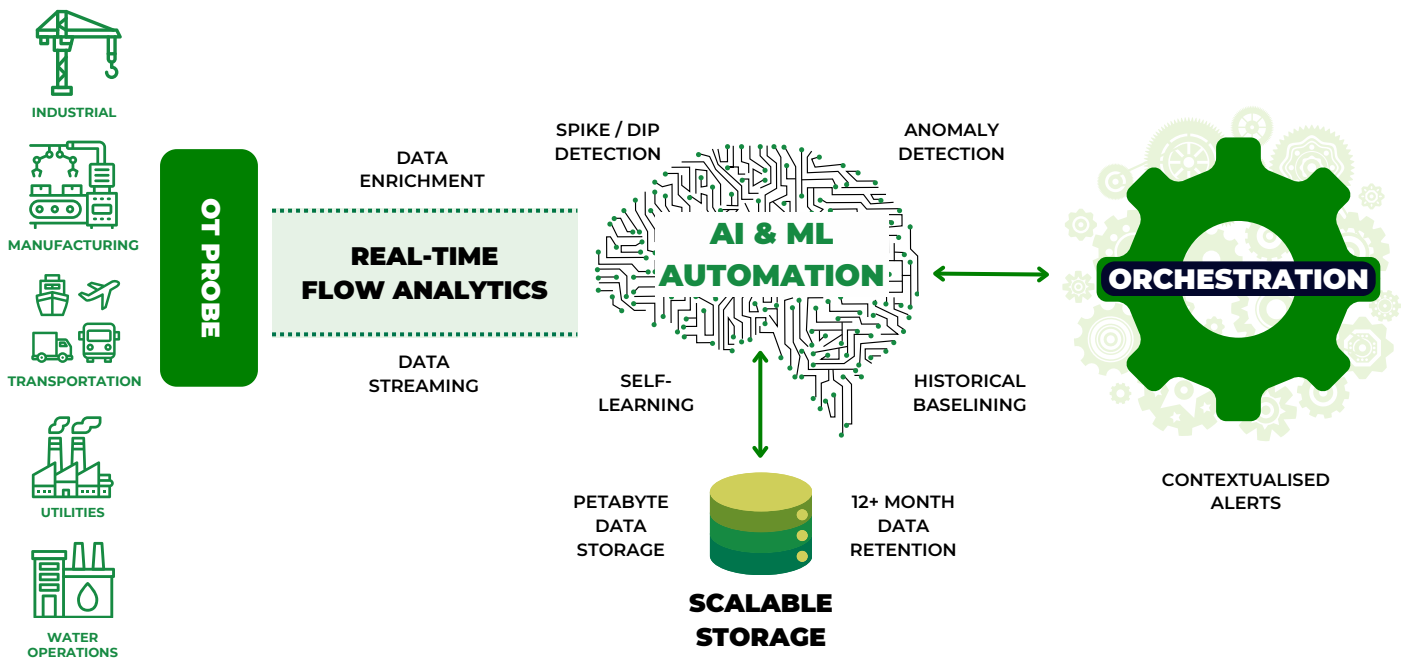 INDUSTRIAL
MANUFACTURING
TRANSPORTATION
UTILITIES
WATER
OPERATIONS
OT PROBE
DATA
ENRICHMENT
REAL-TIME
FLOW ANALYTICS
DATA
STREAMING
SPIKE / DIP
DETECTION
ANOMALY
DETECTION
AI & ML
AUTOMATION
SELF-
LEARNING
HISTORICAL
BASELINING
PETABYTE
DATA
STORAGE
12+ MONTH
DATA
RETENTION
SCALABLE
STORAGE
ORCHESTRATION
CONTEXTUALISED
ALERTS